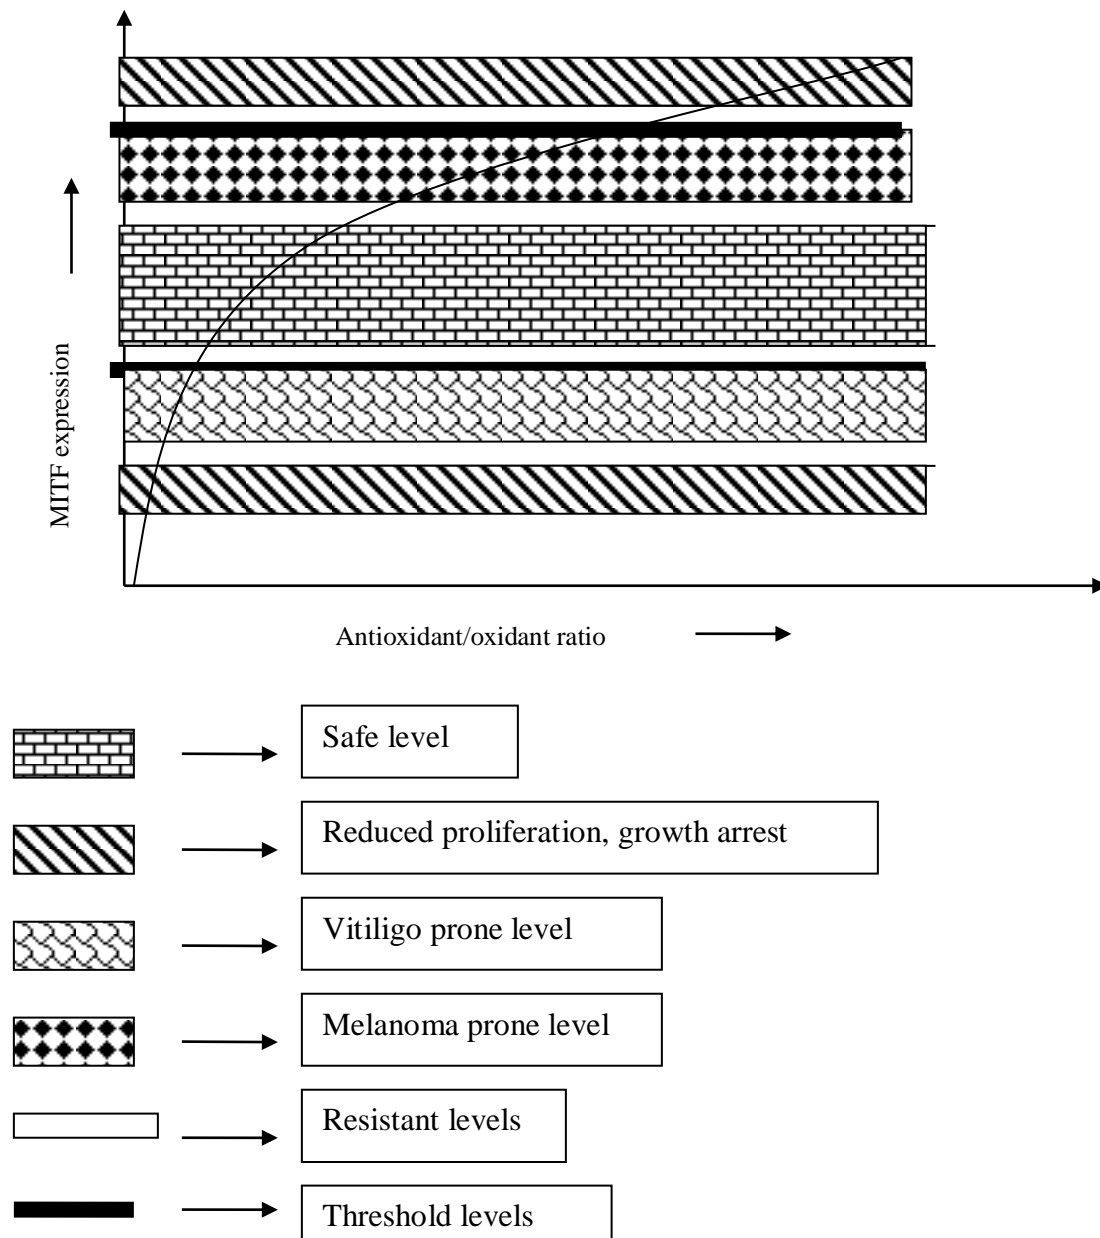 MITF expression
Antioxidant/oxidant ratio
Safe level
Reduced proliferation, growth arrest
Vitiligo prone level
Melanoma prone level
Resistant levels
Threshold levels